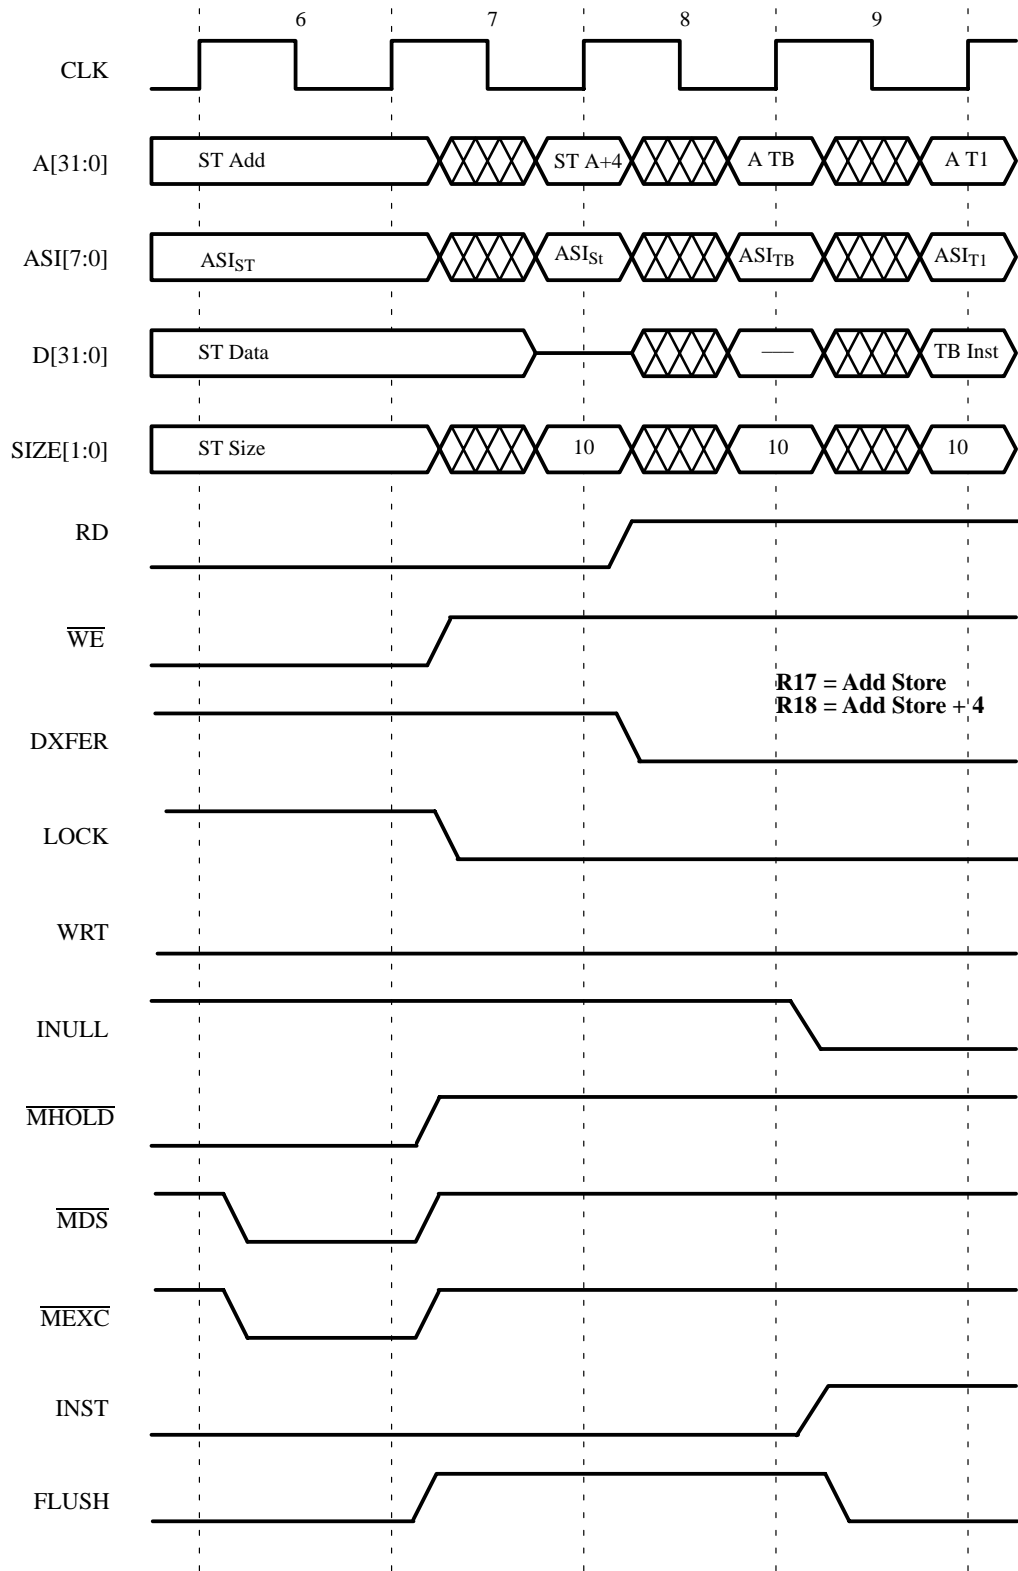 6 7 8 9
CLK
A[31:0] ST Add ST A+4 A TB A T1
ASI[7:0] ASIST ASISt ASITB ASIT1
D[31:0] ST Data — TB Inst
SIZE[1:0] ST Size 10 10 10
RD
WE
R17 = Add Store
R18 = Add Store + 4
DXFER
LOCK
WRT
INULL
MHOLD
MDS
MEXC
INST
FLUSH